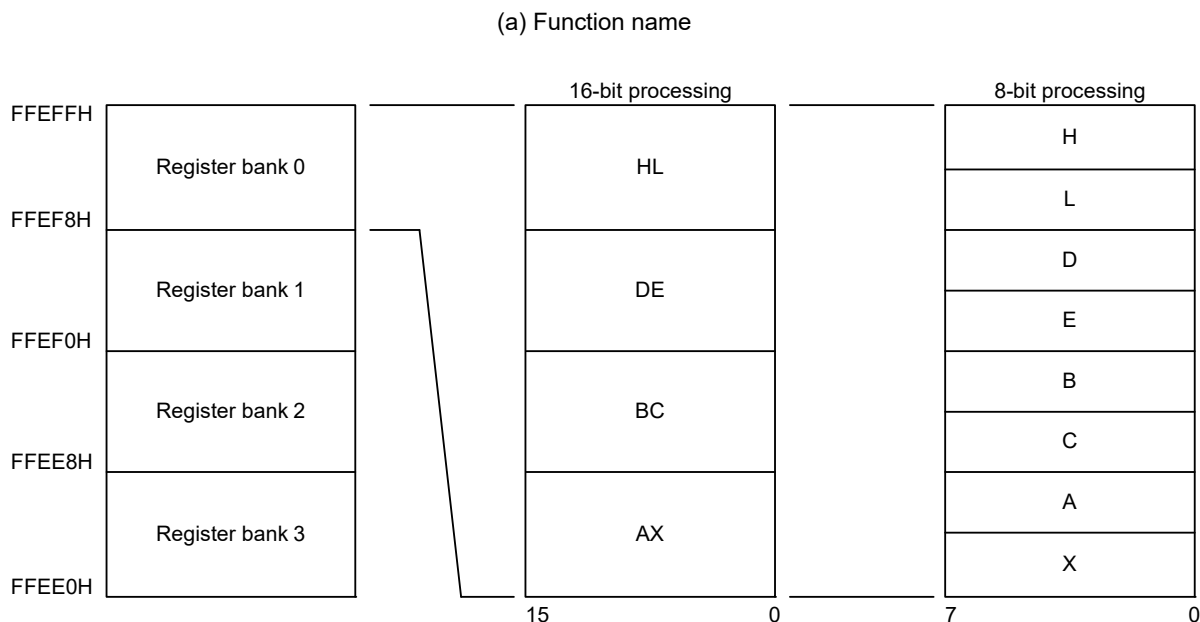 (a) Function name
16-bit processing 8-bit processing
FFEFFH
H
Register bank 0 HL
L
FFEF8H
D
Register bank 1 DE
E
FFEF0H
B
Register bank 2 BC
C
FFEE8H
A
Register bank 3 AX
X
FFEE0H
15 0 7 0